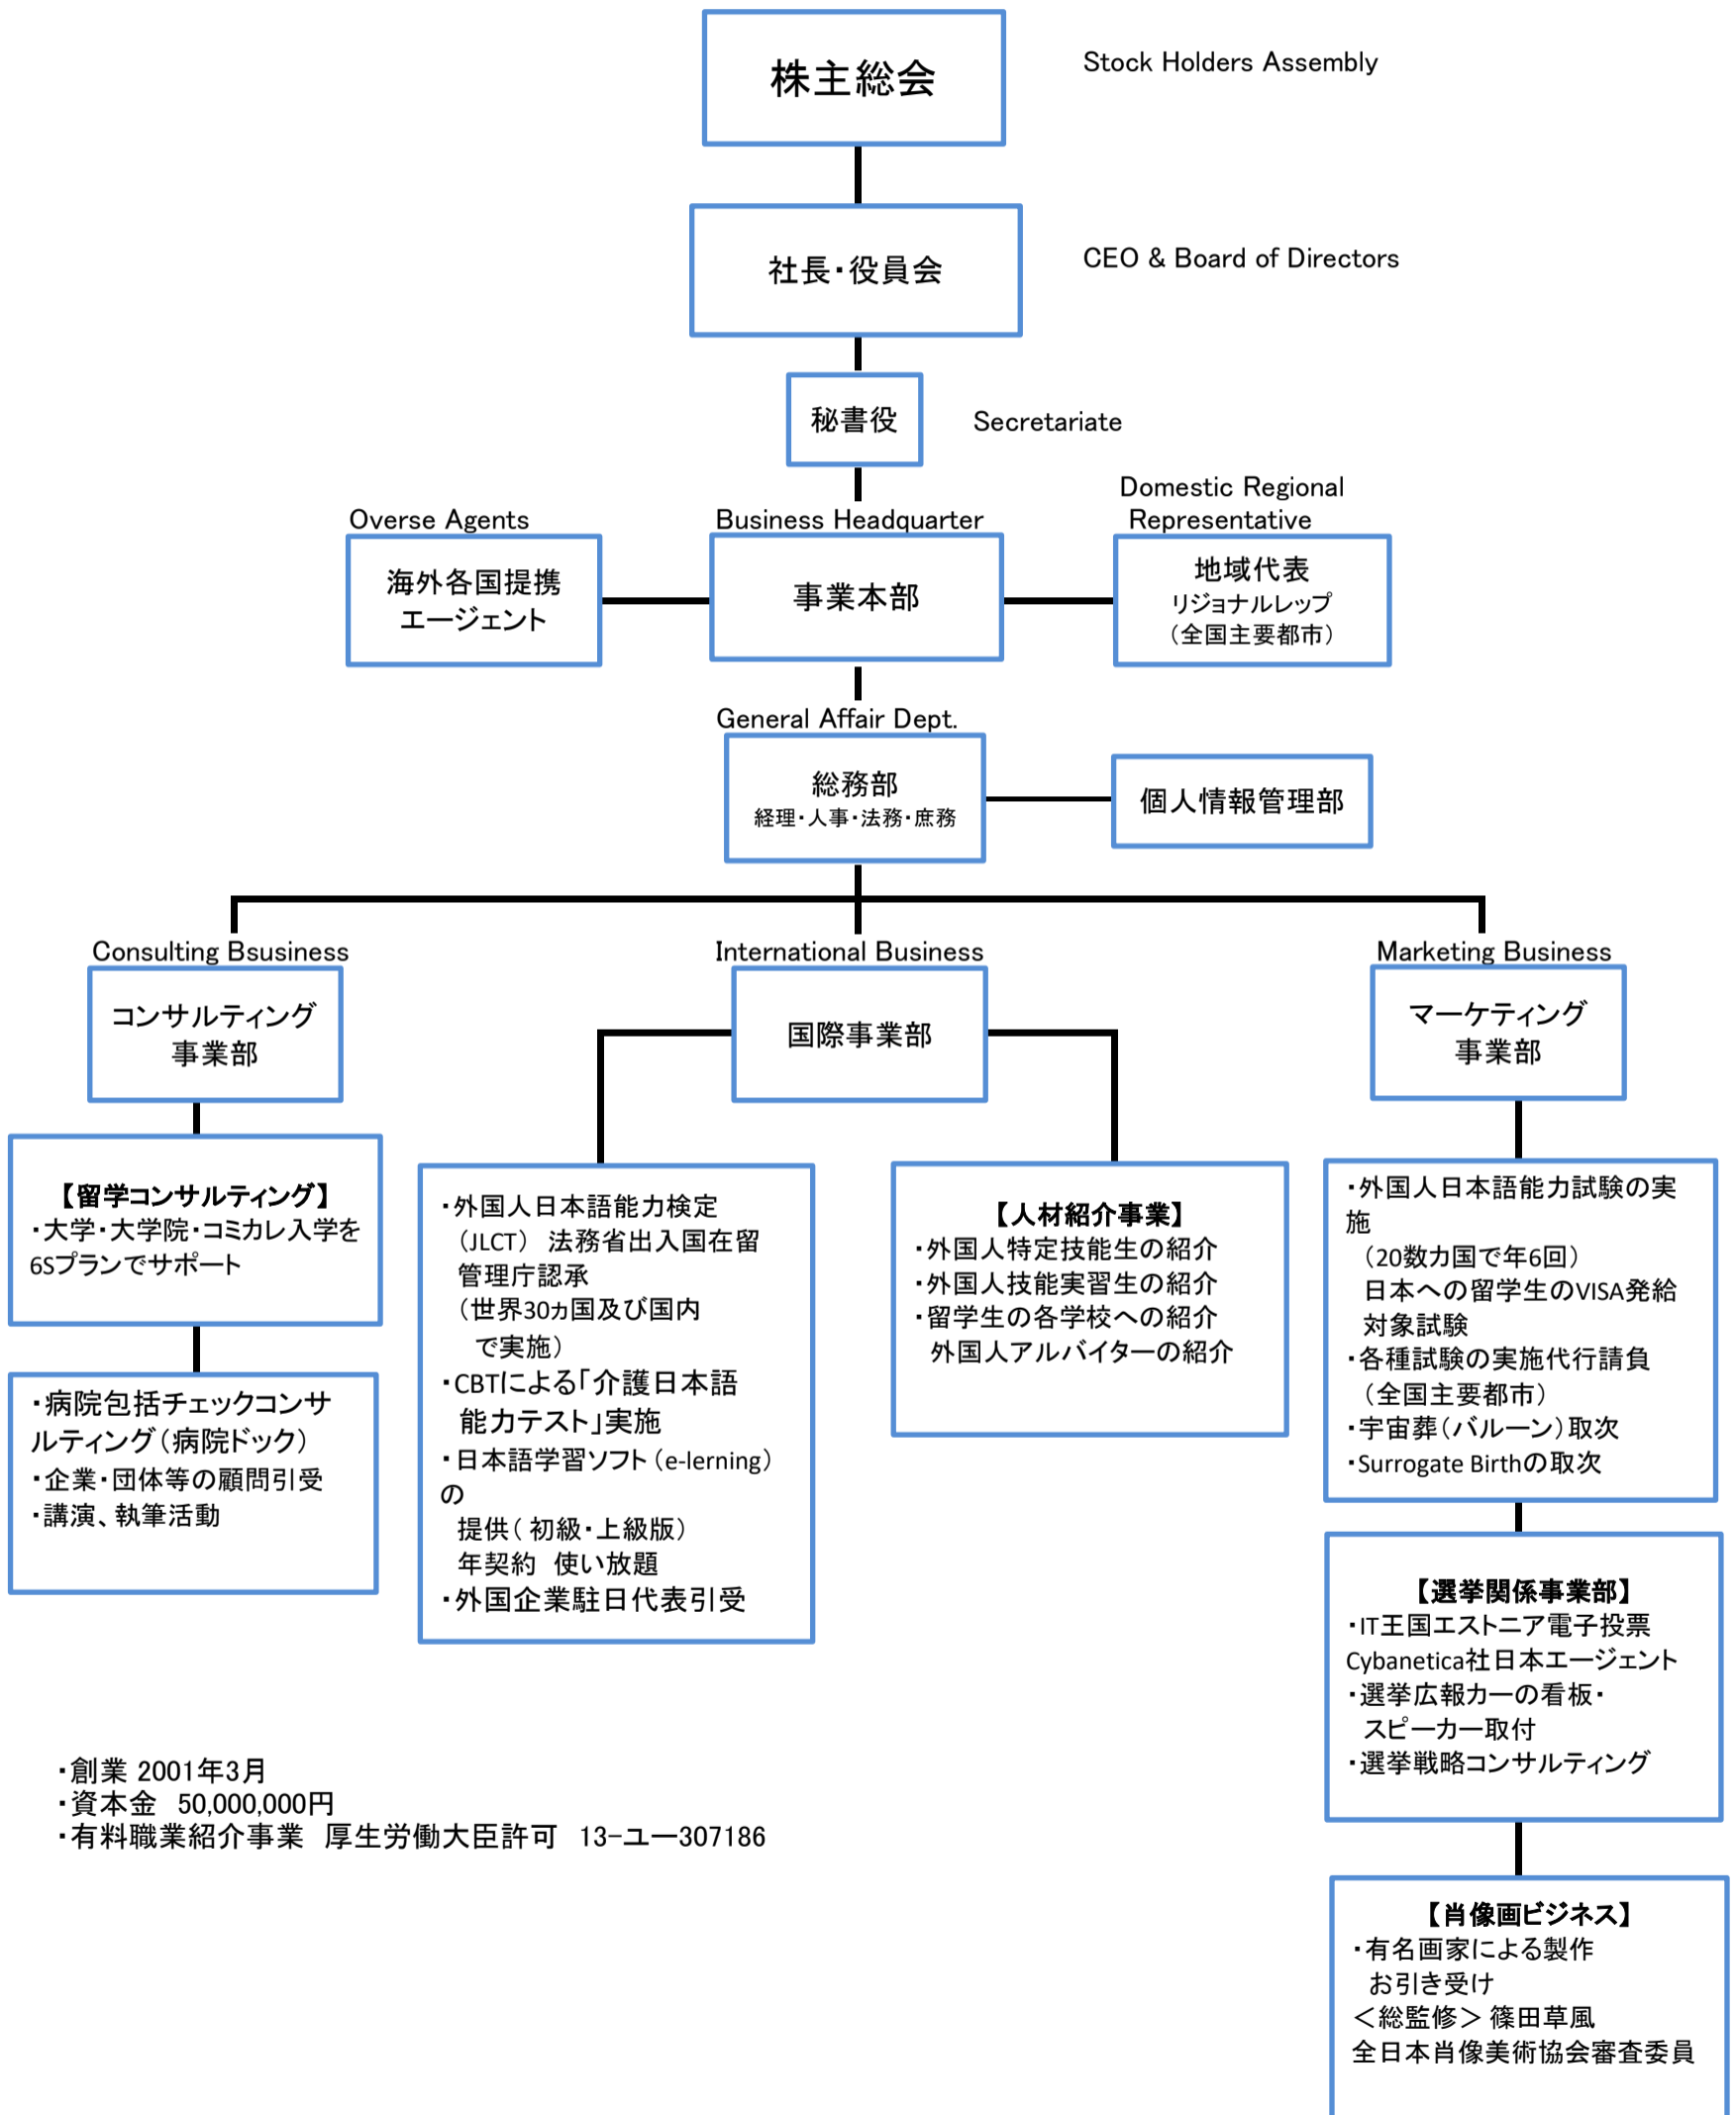 株主総会
Stock Holders Assembly
社長・役員会
CEO & Board of Directors
秘書役
Secretariate
Overse Agents
海外各国提携
エージェント
Business Headquarter
事業本部
Domestic Regional
Representative
地域代表
リジョナルレップ
（全国主要都市）
General Affair Dept.
総務部
経理・人事・法務・庶務
個人情報管理部
Consulting Bsusiness
コンサルティング
事業部
【留学コンサルティング】
・大学・大学院・コミカレ入学を
6Sプランでサポート
・病院包括チェックコンサ
ルティング（病院ドック）
・企業・団体等の顧問引受
・講演、執筆活動
International Business
国際事業部
・外国人日本語能力検定
（JLCT） 法務省出入国在留
管理庁認承
（世界30ヵ国及び国内
で実施）
・CBTによる「介護日本語
能力テスト」実施
・日本語学習ソフト（e-lerning）
の
提供（ 初級・上級版）
年契約　使い放題
・外国企業駐日代表引受
【人材紹介事業】
・外国人特定技能生の紹介
・外国人技能実習生の紹介
・留学生の各学校への紹介
外国人アルバイターの紹介
Marketing Business
マーケティング
事業部
・外国人日本語能力試験の実
施
（20数カ国で年6回）
日本への留学生のVISA発給
対象試験
・各種試験の実施代行請負
（全国主要都市）
・宇宙葬（バルーン）取次
・Surrogate Birthの取次
【選挙関係事業部】
・IT王国エストニア電子投票
Cybanetica社日本エージェント
・選挙広報カーの看板・
スピーカー取付
・選挙戦略コンサルティング
【肖像画ビジネス】
・有名画家による製作
お引き受け
＜総監修＞ 篠田草風
全日本肖像美術協会審査委員
・創業 2001年3月
・資本金　50,000,000円
・有料職業紹介事業　厚生労働大臣許可　13-ユー307186